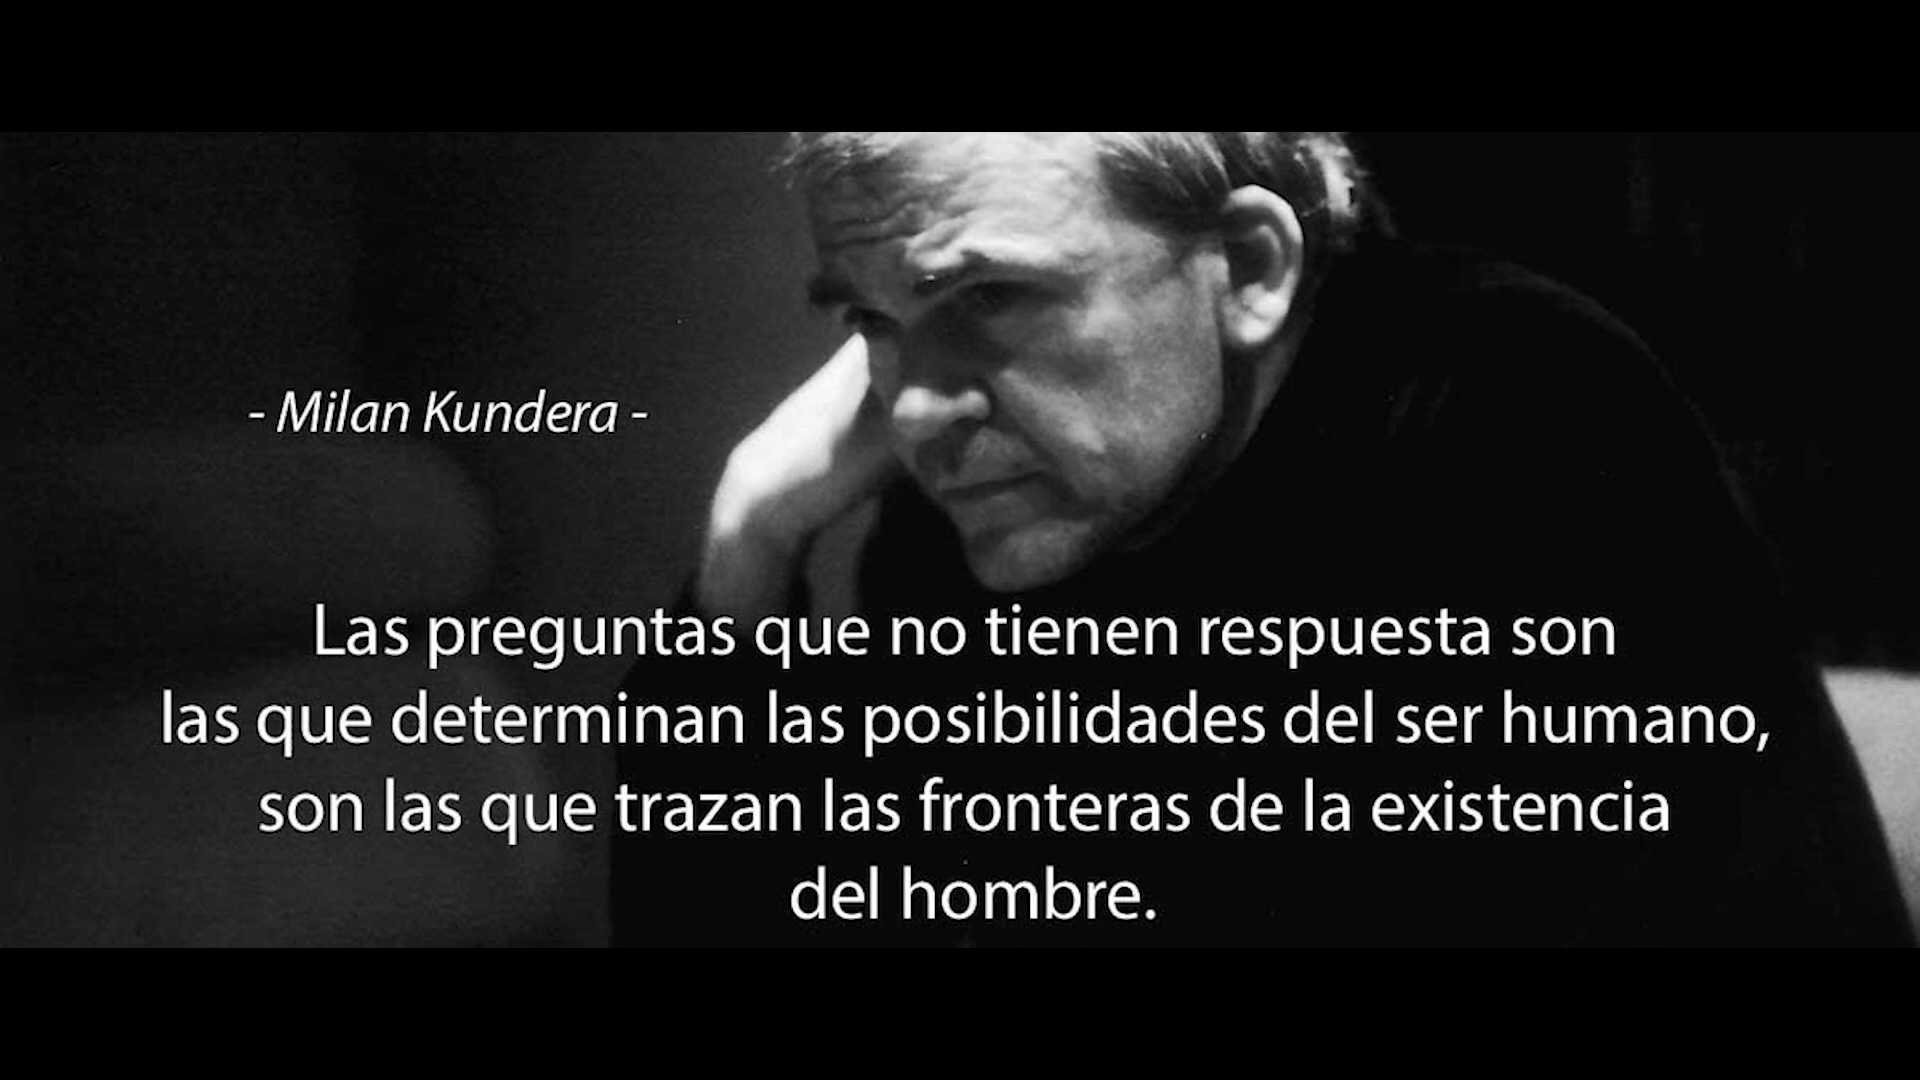 - Milan Kundera -
Las preguntas que no tienen respuesta son
las que determinan las posibilidades del ser humano,
son las que trazan las fronteras de la existencia
del hombre.